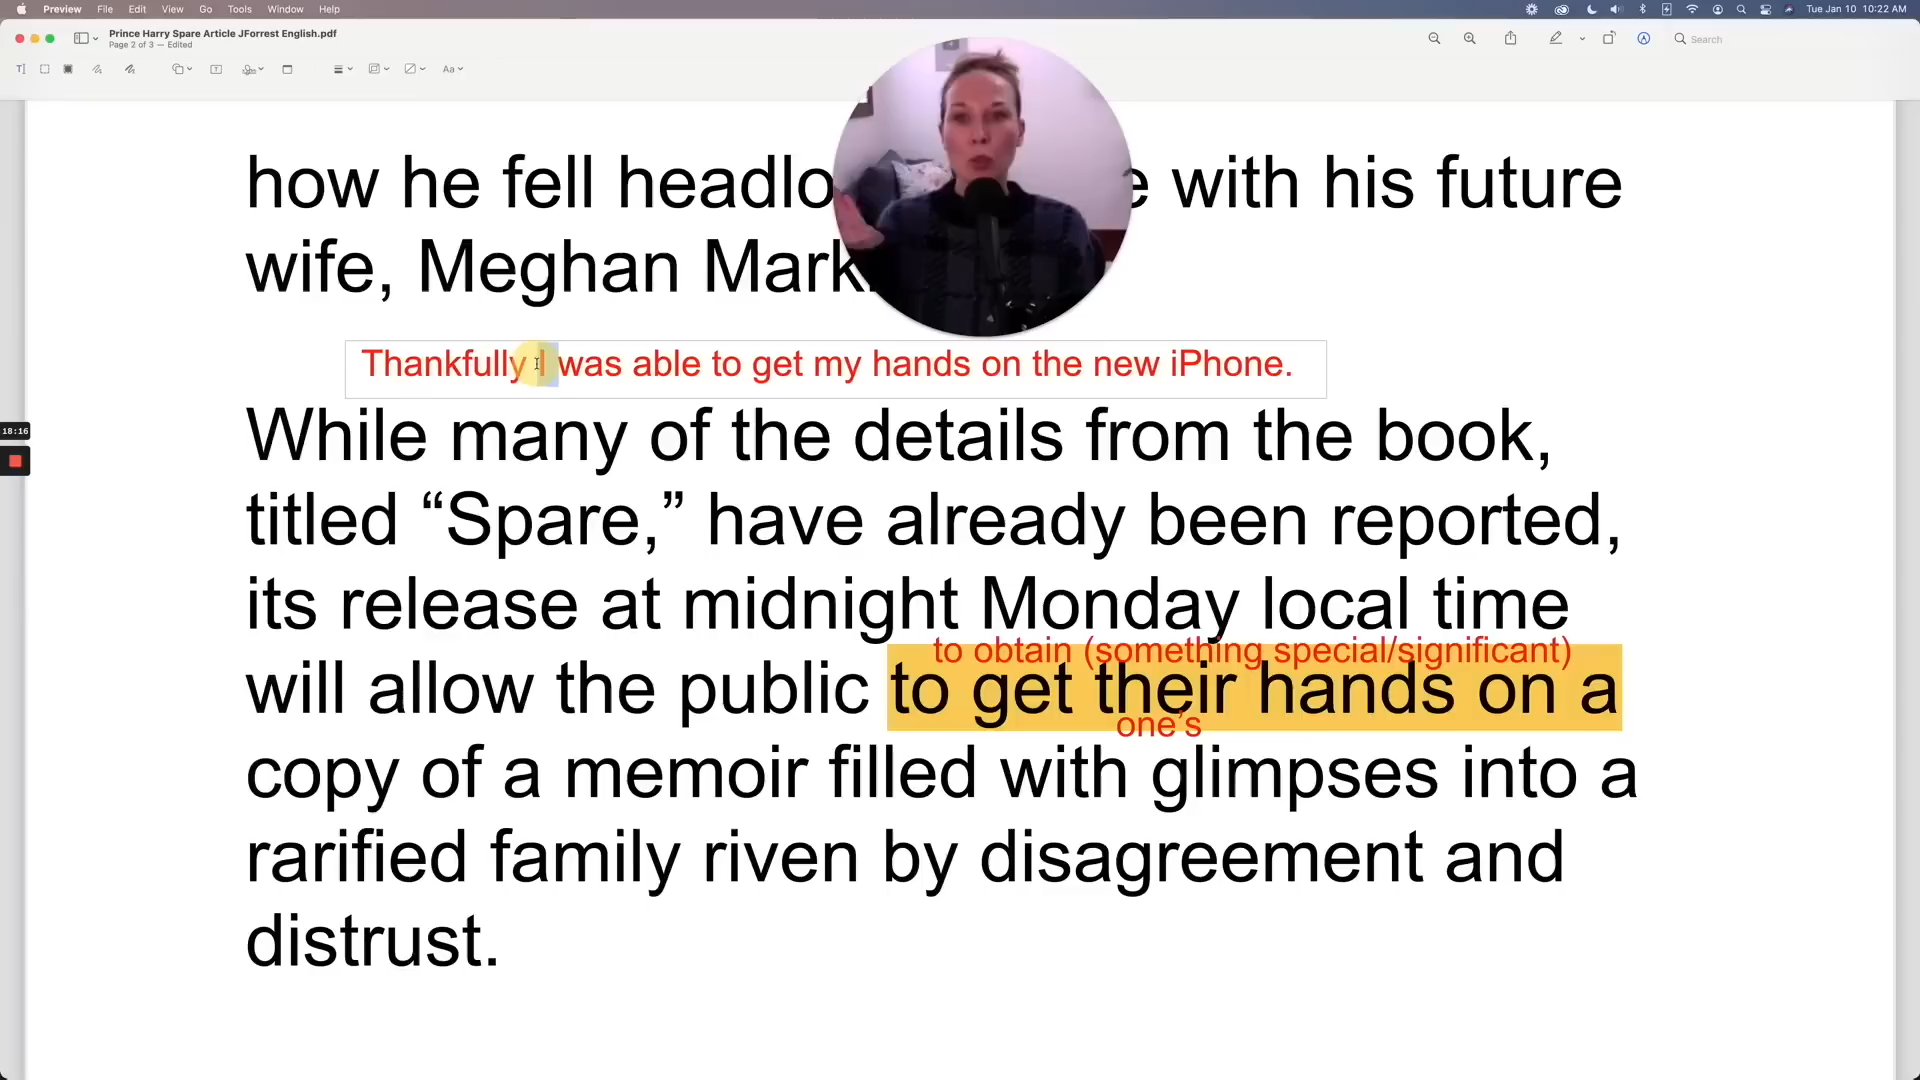 Preview File Edit View Go Tools Window Help Tue Jan 10 10:22 AM
Prince Harry Spare Article JForrest English.pdf
Page 2 of 3 — Edited
Search
Aa
how he fell headlo e with his future
wife, Meghan Mark
Thankfully I was able to get my hands on the new iPhone.
While many of the details from the book,
titled “Spare,” have already been reported,
18:16
its release at midnight Monday local time
to obtain (something special/significant)
will allow the public to get their hands on a
one's
copy of a memoir filled with glimpses into a
rarified family riven by disagreement and
distrust.